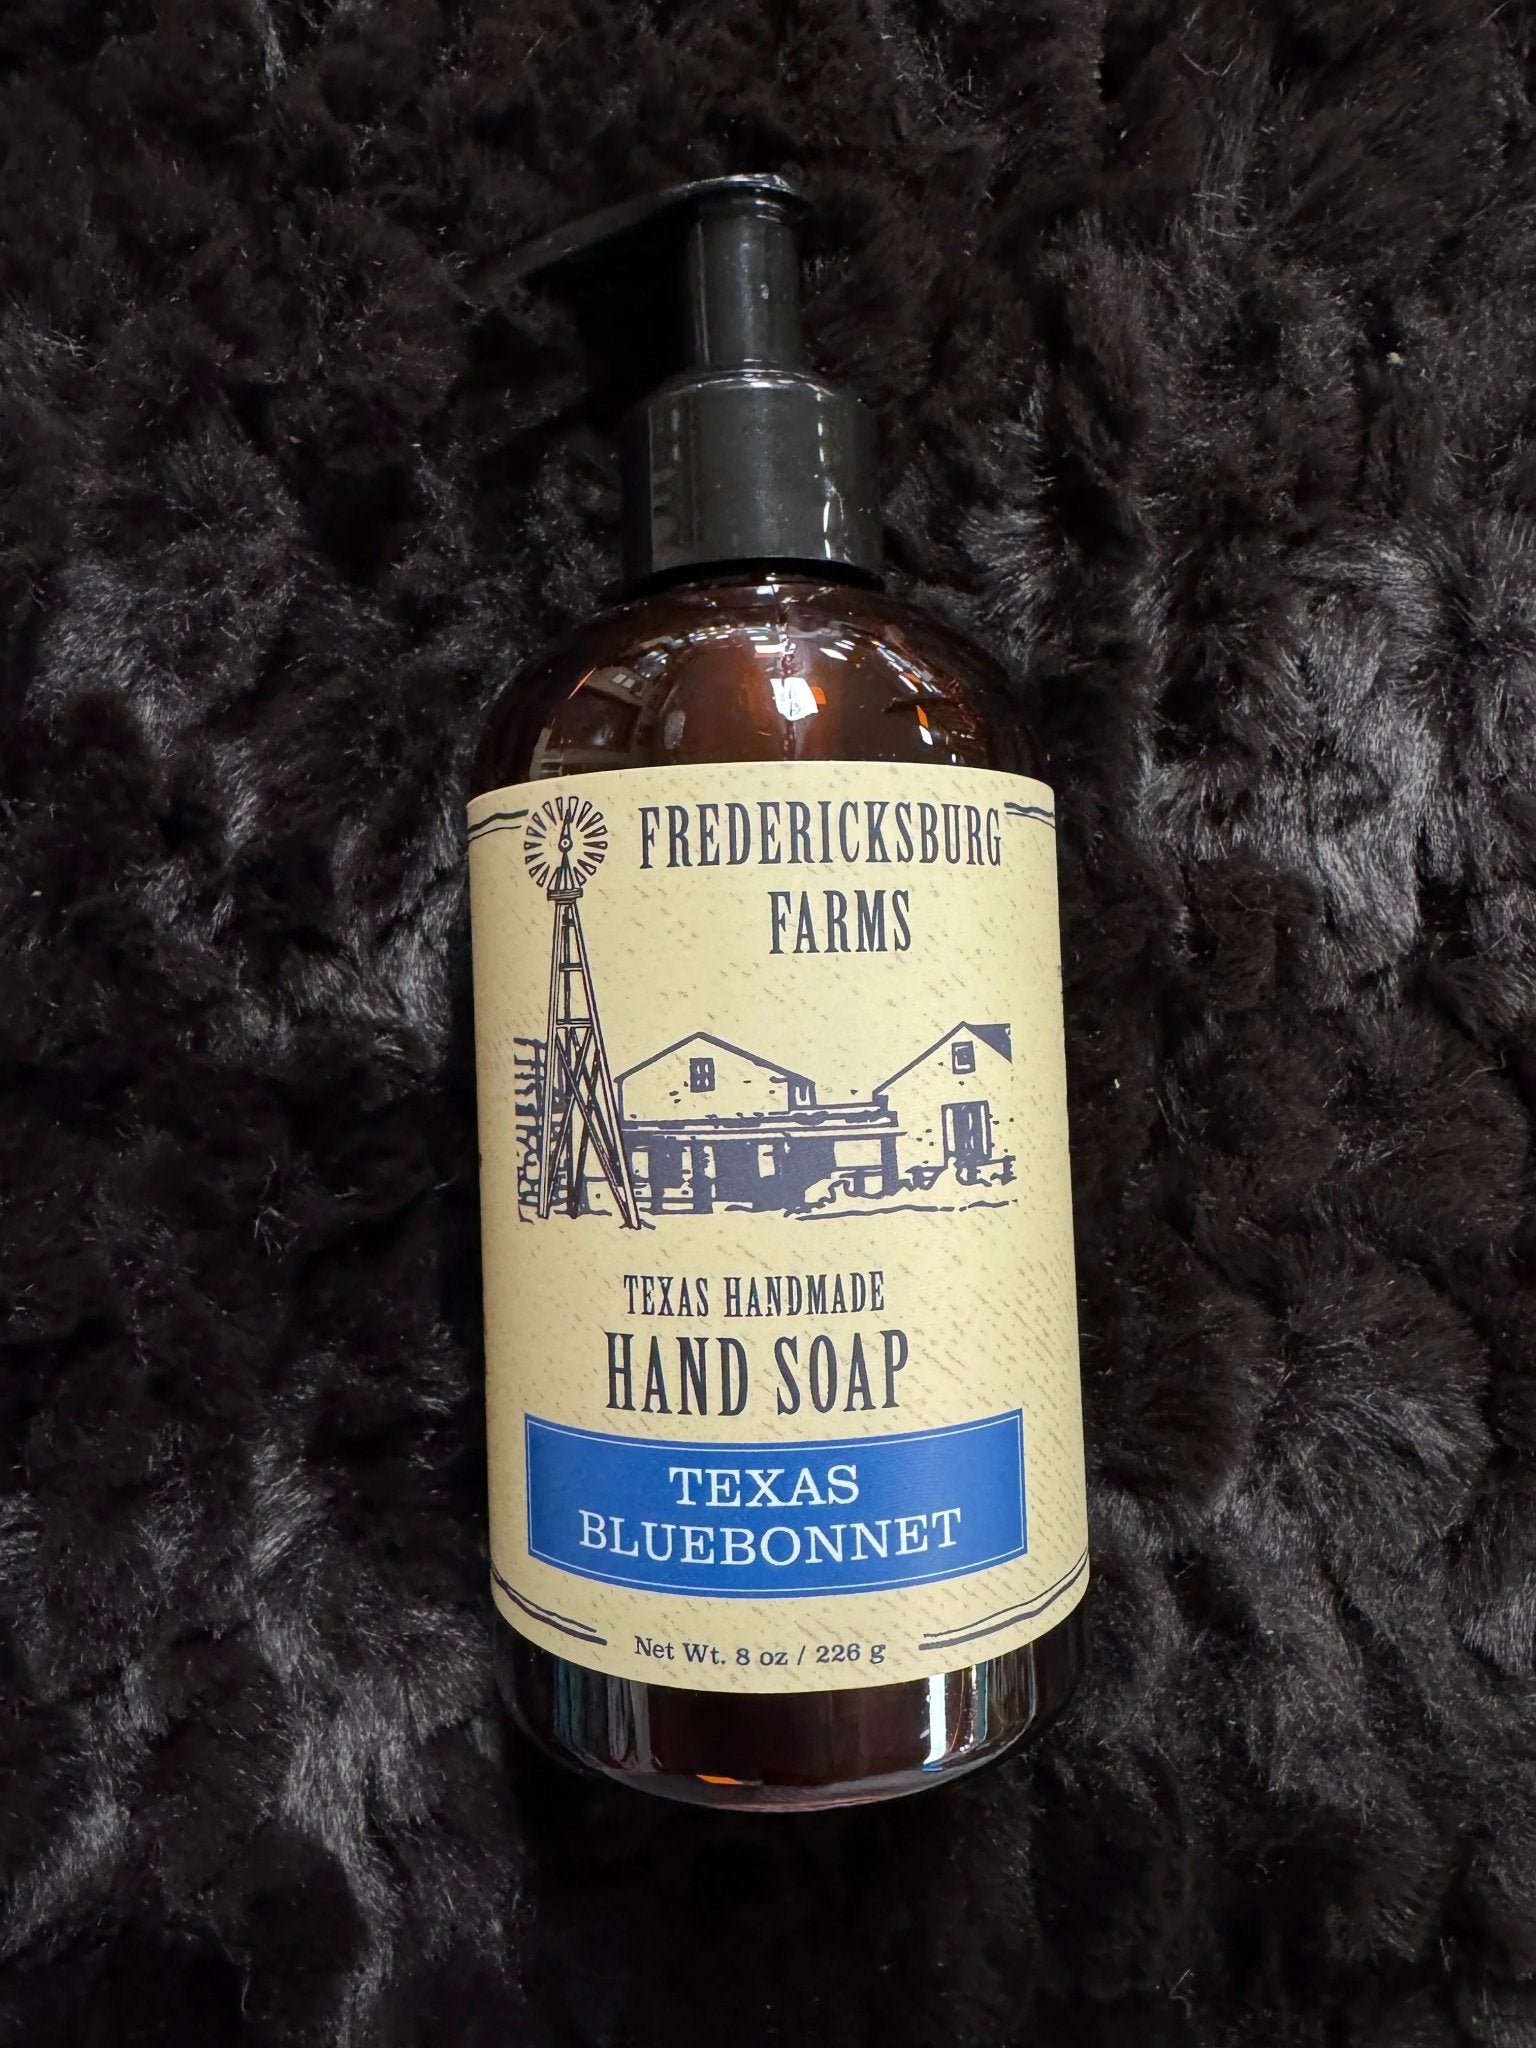 FREDERICKSBURG
FARMS
TEXAS HANDMADE
HAND SOAP
TEXAS
BLUEBONNET
Net Wt. 8 oz / 226 g